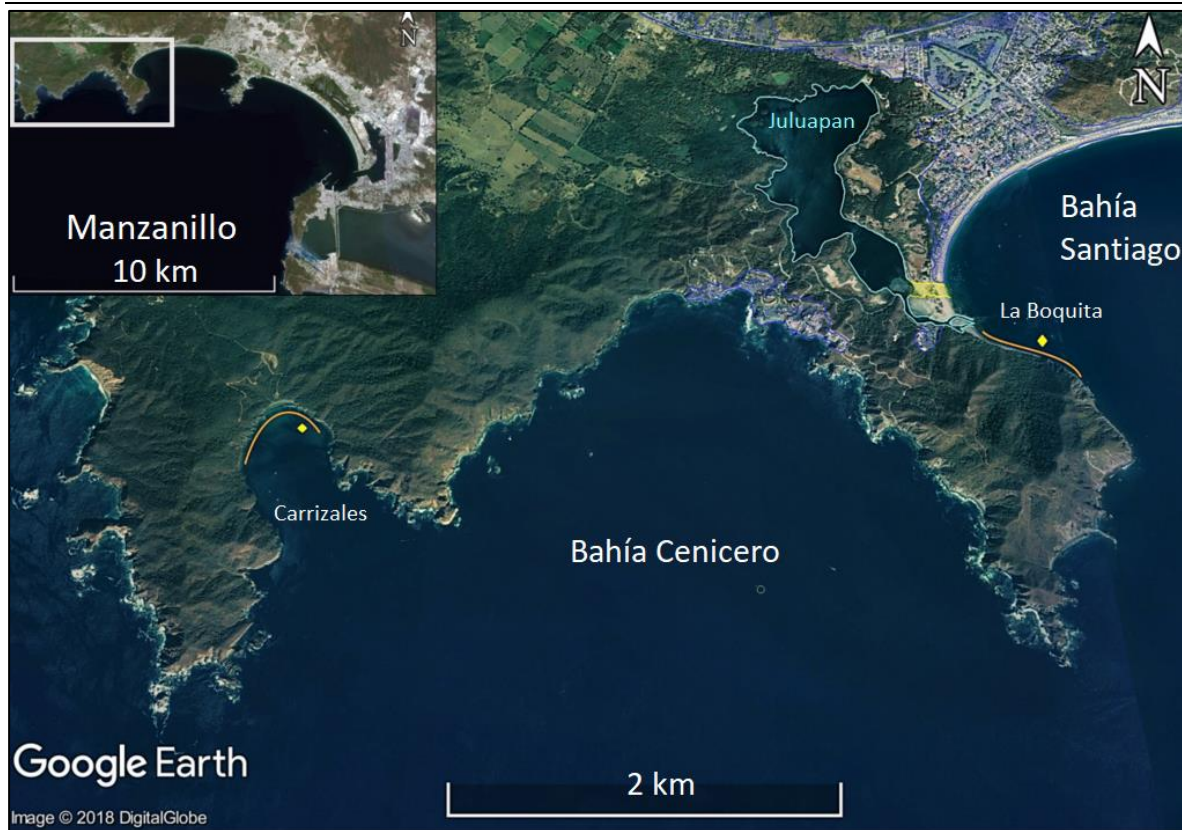 N
Manzanillo
10 km
N
Juluapan
Bahía
Santiago
La Boquita
Carrizales
Bahía Cenicero
Google Earth
2 km
Image © 2018 DigitalGlobe